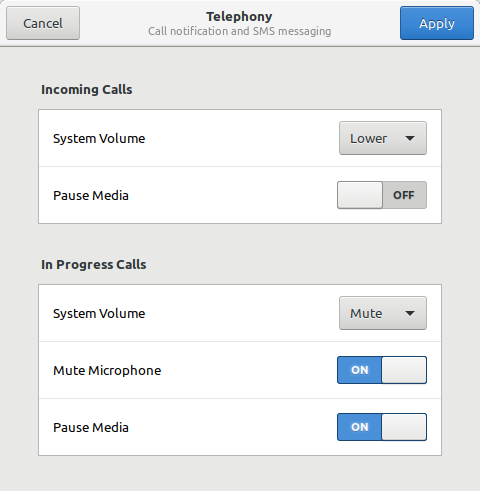 Cancel
Telephony
Call notification and SMS messaging
Apply
Incoming Calls
System Volume
Lower
Pause Media
OFF
In Progress Calls
System Volume
Mute
Mute Microphone
ON
Pause Media
ON